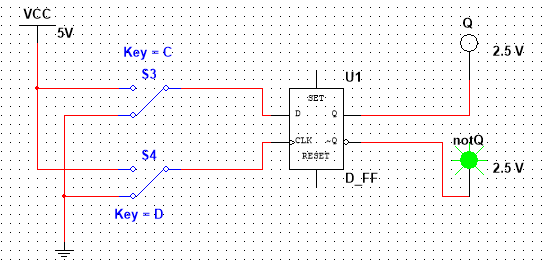 VCC
5V
Key = C
S3
S4
Key = D
U1
SET
D Q
CLK ~Q
RESET
D_FF
Q
2.5 V
notQ
2.5 V